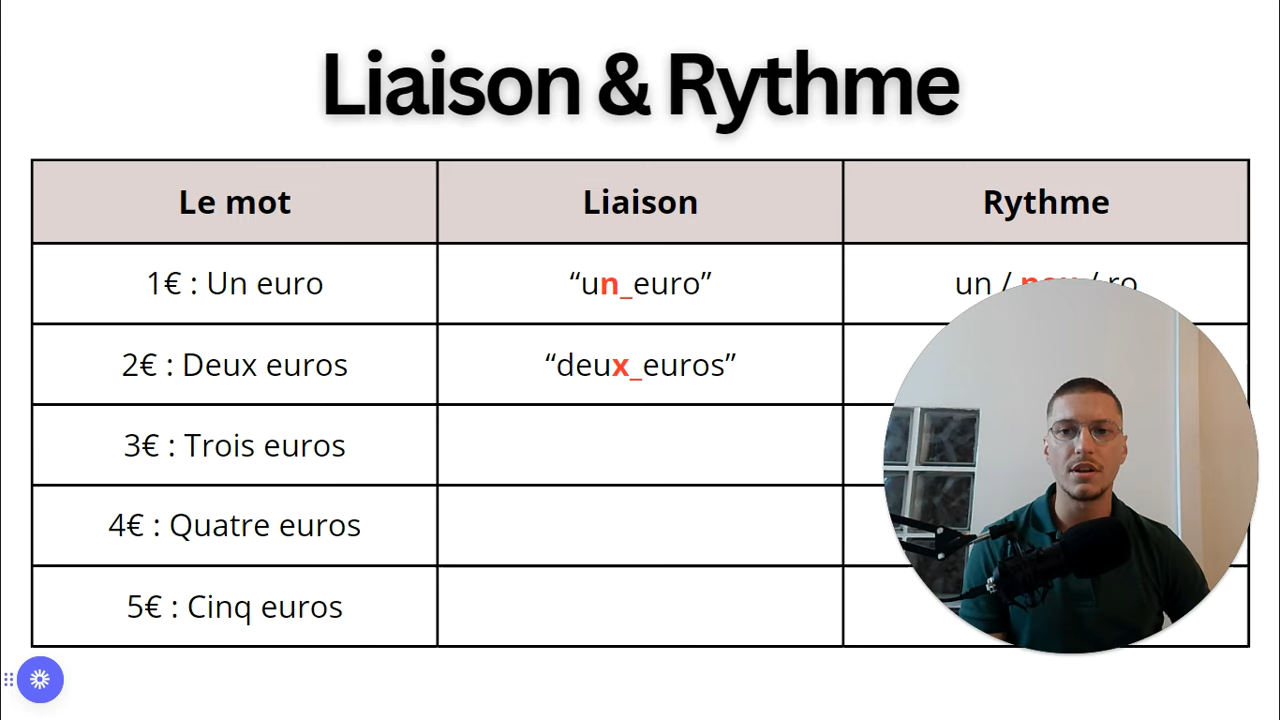 Liaison & Rythme
Le mot
Liaison
Rythme
1€ : Un euro
“un_euro”
un / / ro
2€ : Deux euros
“deux_euros”
3€ : Trois euros
4€ : Quatre euros
5€ : Cinq euros